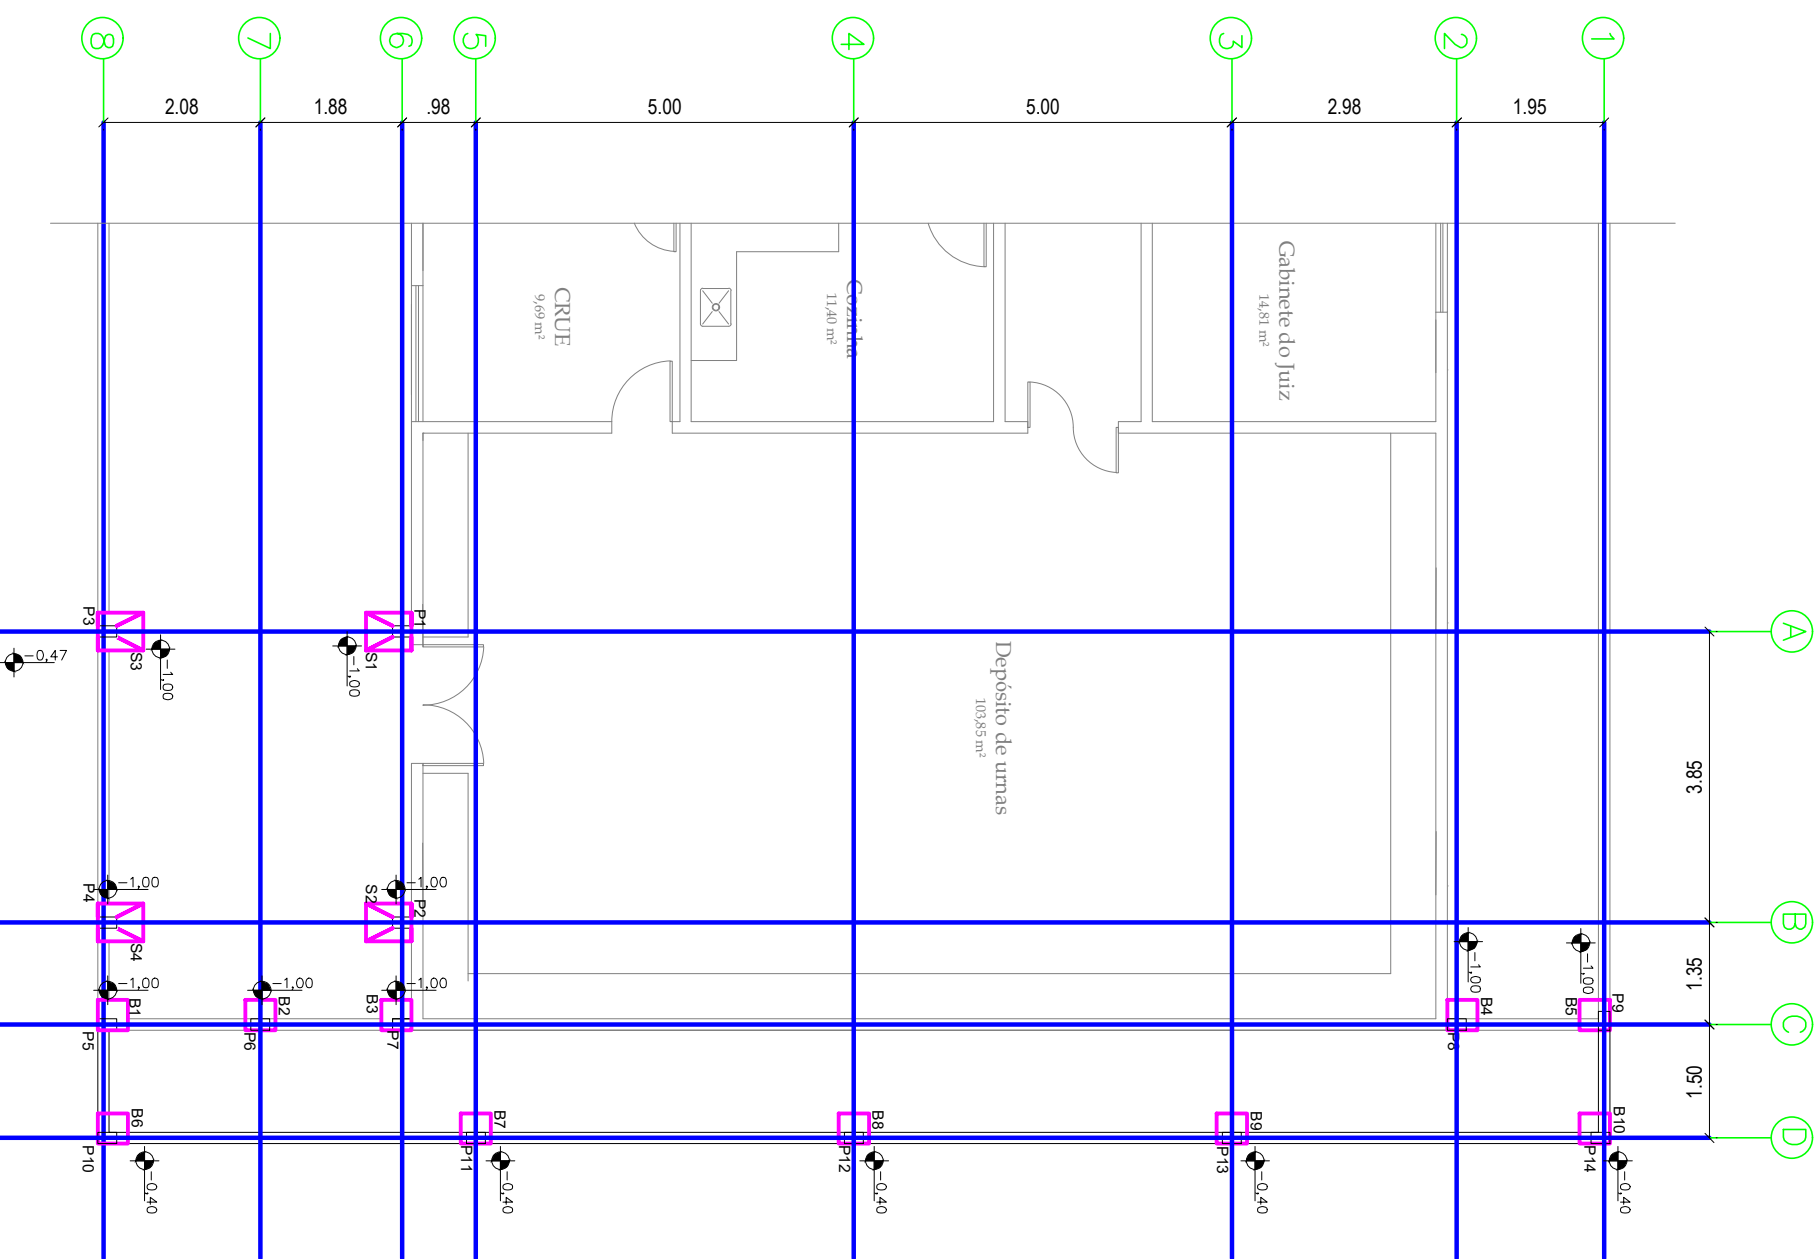 8
7
6
5
4
3
2
1
2.08
1.88
.98
5.00
5.00
2.98
1.95
CRUE
9,69 m²
Cozinha
11,40 m²
Gabinete do Juiz
14,81 m²
Depósito de urnas
103,85 m²
A
B
C
D
3.885
1.35
1.50
P3
S3
-1,00
-0,47
P1
S1
-1,00
P4
-1,00
S4
S2
-1,00
P2
-1,00
B1
P5
-1,00
B2
P6
-1,00
B3
P7
-1,00
B4
P8
-1,00
B5
P9
B6
P10
-0,40
B7
P11
-0,40
B8
P12
-0,40
B9
P13
-0,40
B10
P14
-0,40